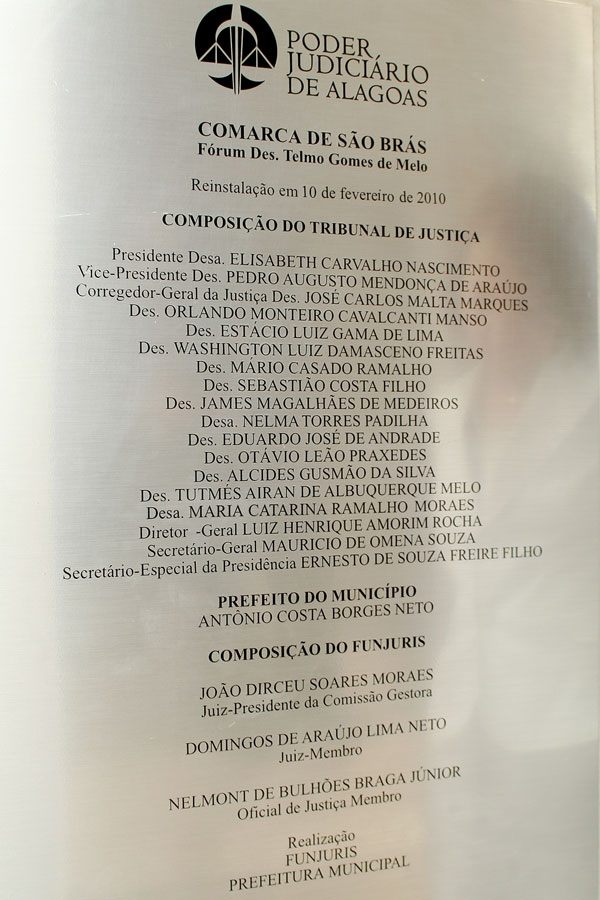 PODER
JUDICIÁRIO
DE ALAGOAS
COMARCA DE SÃO BRÁS
Fórum Des. Telmo Gomes de Melo
Reinstalação em 10 de fevereiro de 2010
COMPOSIÇÃO DO TRIBUNAL DE JUSTIÇA
Presidente Desa. ELISABETH CARVALHO NASCIMENTO
Vice-Presidente Des. PEDRO AUGUSTO MENDONÇA DE ARAÚJO
Corregedor-Geral da Justiça Des. JOSÉ CARLOS MALTA MARQUES
Des. ORLANDO MONTEIRO CAVALCANTI MANSO
Des. ESTÁCIO LUIZ GAMA DE LIMA
Des. WASHINGTON LUIZ DAMASCENO FREITAS
Des. MÁRIO CASADO RAMALHO
Des. SEBASTIÃO COSTA FILHO
Des. JAMES MAGALHÃES DE MEDEIROS
Desa. NELMA TORRES PADILHA
Des. EDUARDO JOSÉ DE ANDRADE
Des. OTÁVIO LEÃO PRAXEDES
Des. ALCIDES GUSMÃO DA SILVA
Des. TUTMÉS AIRAN DE ALBUQUERQUE MELO
Desa. MARIA CATARINA RAMALHO MORAES
Diretor -Geral LUIZ HENRIQUE AMORIM ROCHA
Secretário-Geral MAURICIO DE OMENA SOUZA
Secretário-Especial da Presidência ERNESTO DE SOUZA FREIRE FILHO
PREFEITO DO MUNICÍPIO
ANTÔNIO COSTA BORGES NETO
COMPOSIÇÃO DO FUNJURIS
JOÃO DIRCEU SOARES MORAES
Juiz-Presidente da Comissão Gestora
DOMINGOS DE ARAÚJO LIMA NETO
Juiz-Membro
NELMONT DE BULHÕES BRAGA JÚNIOR
Oficial de Justiça Membro
Realização
FUNJURIS
PREFEITURA MUNICIPAL